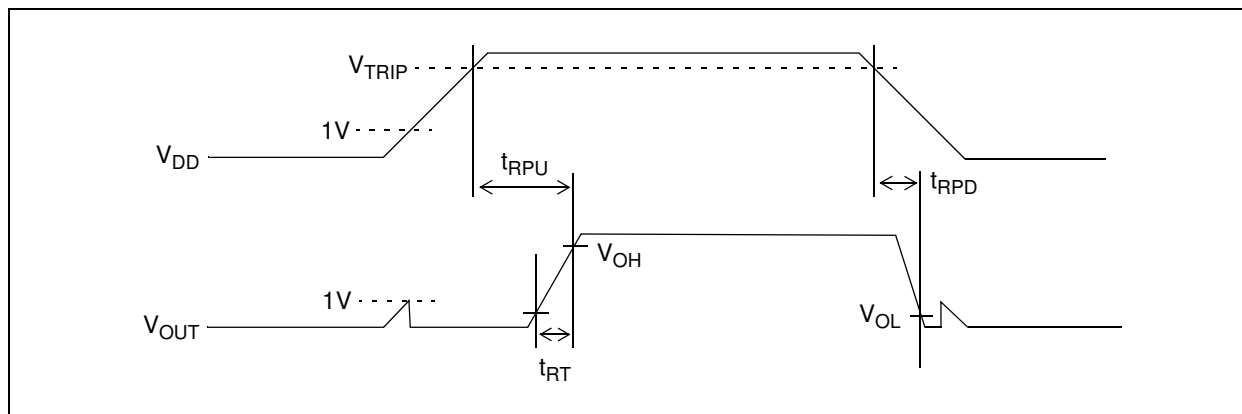 VTRIP
1V
VDD
tRPU
tRPD
VOH
1V
VOUT
VOL
tRT